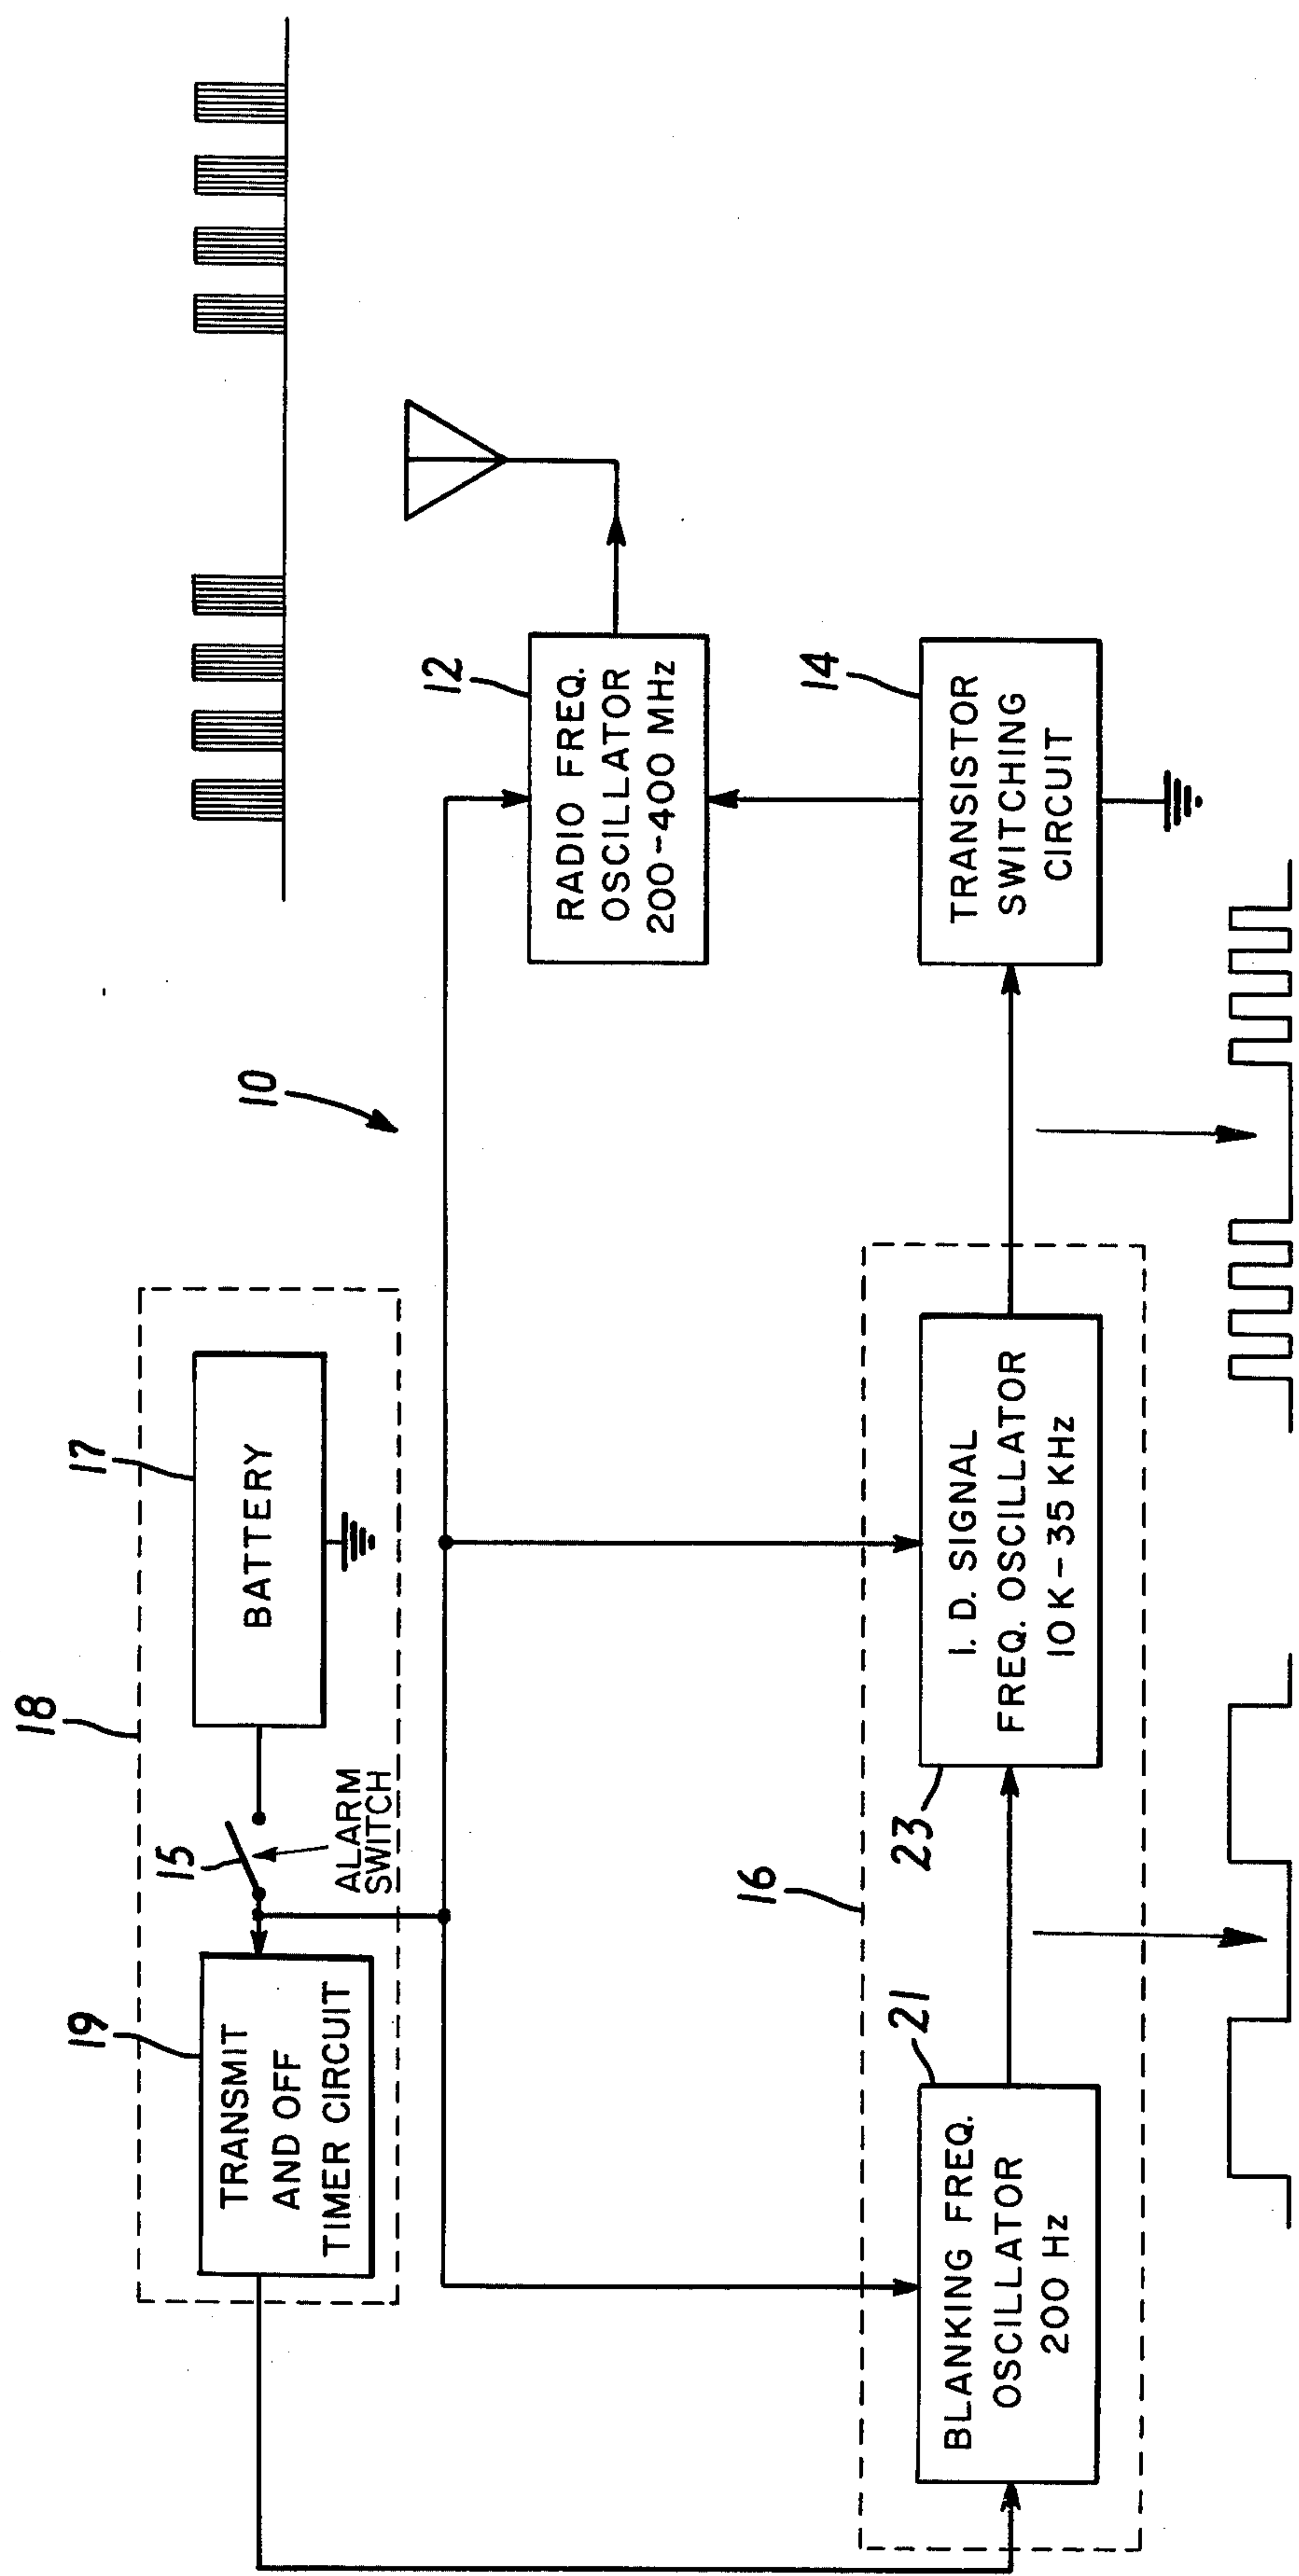 10
18
19
TRANSMIT
AND OFF
TIMER CIRCUIT
15
ALARM
SWITCH
17
BATTERY
12
RADIO FREQ.
OSCILLATOR
200-400 MHz
16
21
BLANKING FREQ.
OSCILLATOR
200 Hz
23
I. D. SIGNAL
FREQ. OSCILLATOR
10K-35 KHz
14
TRANSISTOR
SWITCHING
CIRCUIT